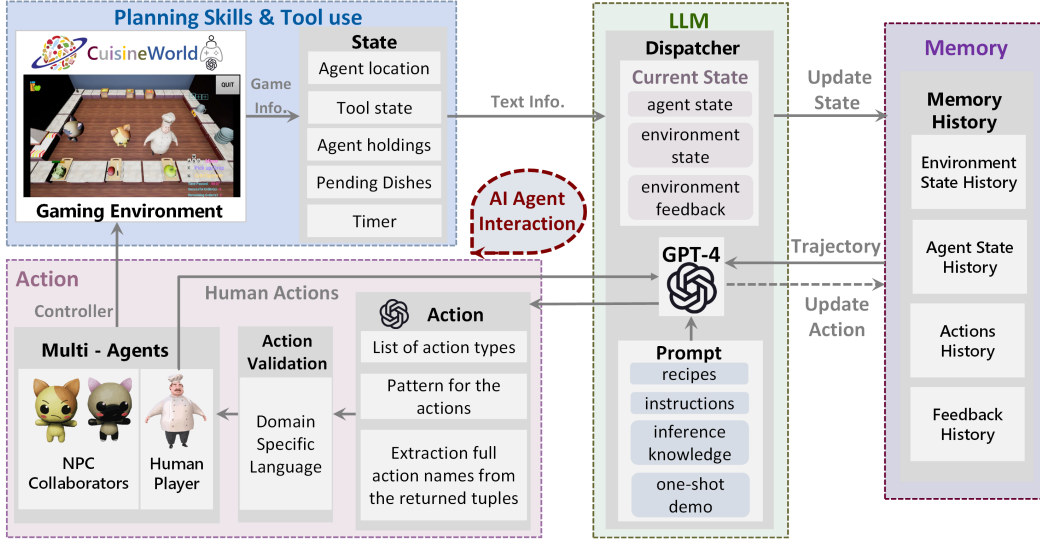 Planning Skills & Tool use
CuisineWorld
QUIT
Gaming Environment
Game
Info.
State
Agent location
Tool state
Agent holdings
Pending Dishes
Timer
Text Info.
AI Agent
Interaction
LLM
Dispatcher
Current State
agent state
environment
state
environment
feedback
GPT-4
Prompt
recipes
instructions
inference
knowledge
one-shot
demo
Update
State
Trajectory
Update
Action
Memory
Memory
History
Environment
State History
Agent State
History
Actions
History
Feedback
History
Action
Human Actions
Controller
Multi - Agents
NPC
Collaborators
Human
Player
Action
Validation
Domain
Specific
Language
Action
List of action types
Pattern for the
actions
Extraction full
action names from
the returned tuples